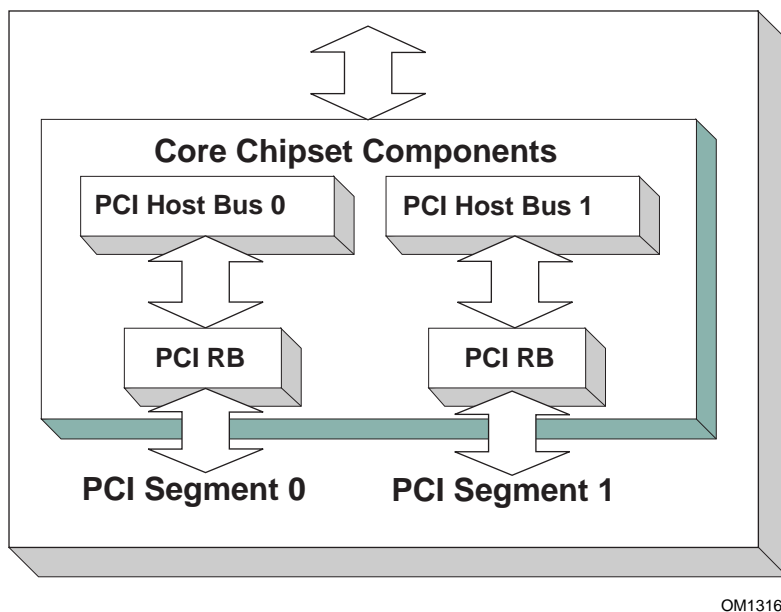 Core Chipset Components
PCI Host Bus 0
PCI Host Bus 1
PCI RB
PCI RB
PCI Segment 0
PCI Segment 1
OM1316